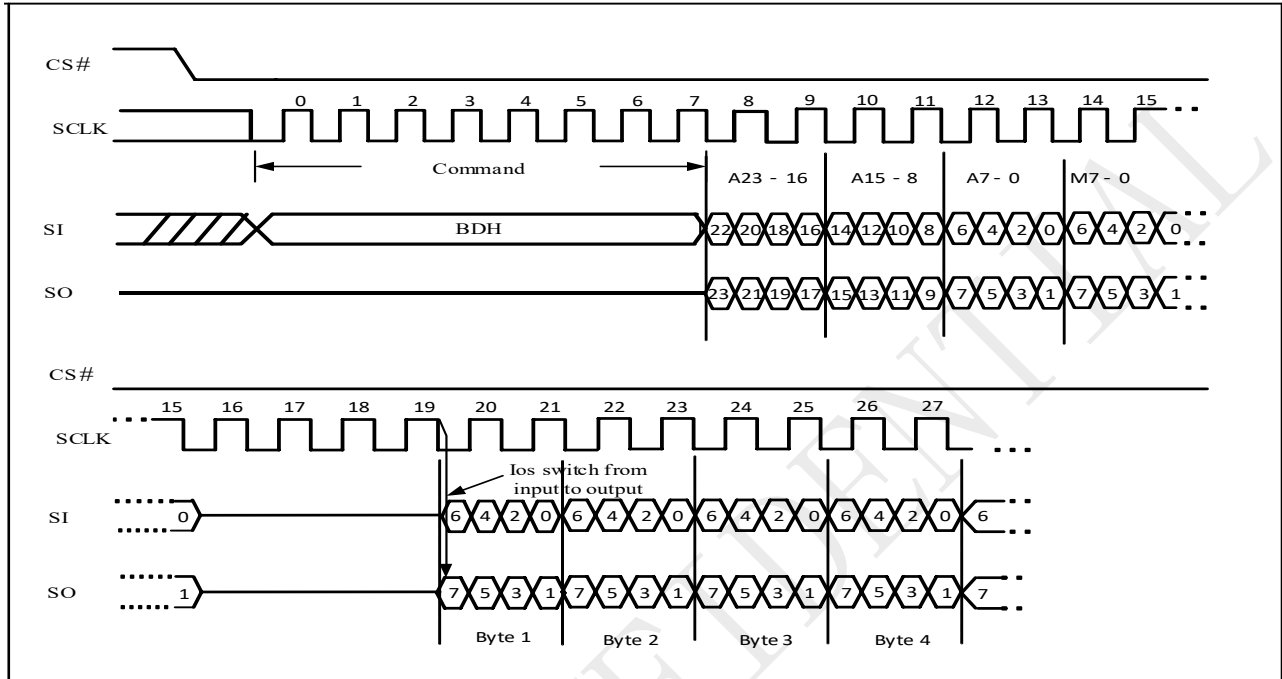 CS#
0 1 2 3 4 5 6 7 8 9 10 11 12 13 14 15
SCLK
Command
A23 - 16 A15 - 8 A7 - 0 M7 - 0
SI BDH 22 20 18 16 14 12 10 8 6 4 2 0 6 4 2 0
SO 23 21 19 17 15 13 11 9 7 5 3 1 7 5 3 1
CS#
15 16 17 18 19 20 21 22 23 24 25 26 27
SCLK
Ios switch from
input to output
SI 0 6 4 2 0 6 4 2 0 6 4 2 0 6 4 2 0 6
SO 1 7 5 3 1 7 5 3 1 7 5 3 1 7 5 3 1 7
Byte 1 Byte 2 Byte 3 Byte 4
FIDENTIAL